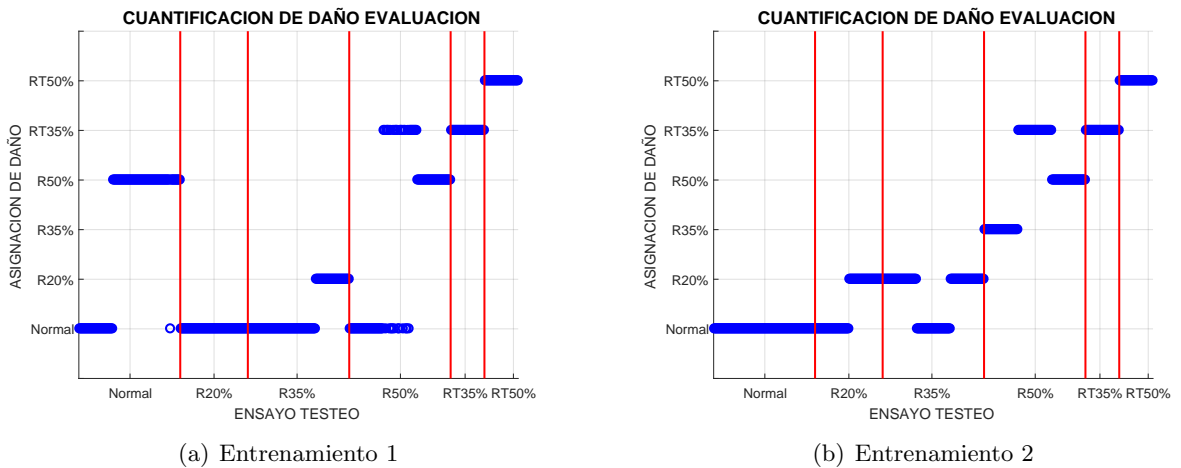 CUANTIFICACION DE DAÑO EVALUACION
ASIGNACION DE DAÑO
RT50%
RT35%
R50%
R35%
R20%
Normal
Normal R20% R35% R50% RT35% RT50%
ENSAYO TESTEO
(a) Entrenamiento 1
CUANTIFICACION DE DAÑO EVALUACION
ASIGNACION DE DAÑO
RT50%
RT35%
R50%
R35%
R20%
Normal
Normal R20% R35% R50% RT35% RT50%
ENSAYO TESTEO
(b) Entrenamiento 2